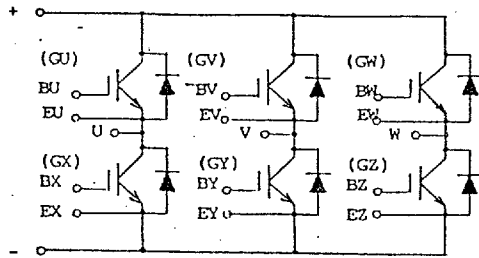 +
(GU) (GV) (GW)
BU BV BW
EU EV EW
U V W
(GX) (GY) (GZ)
BX BY BZ
EX EY EZ
-